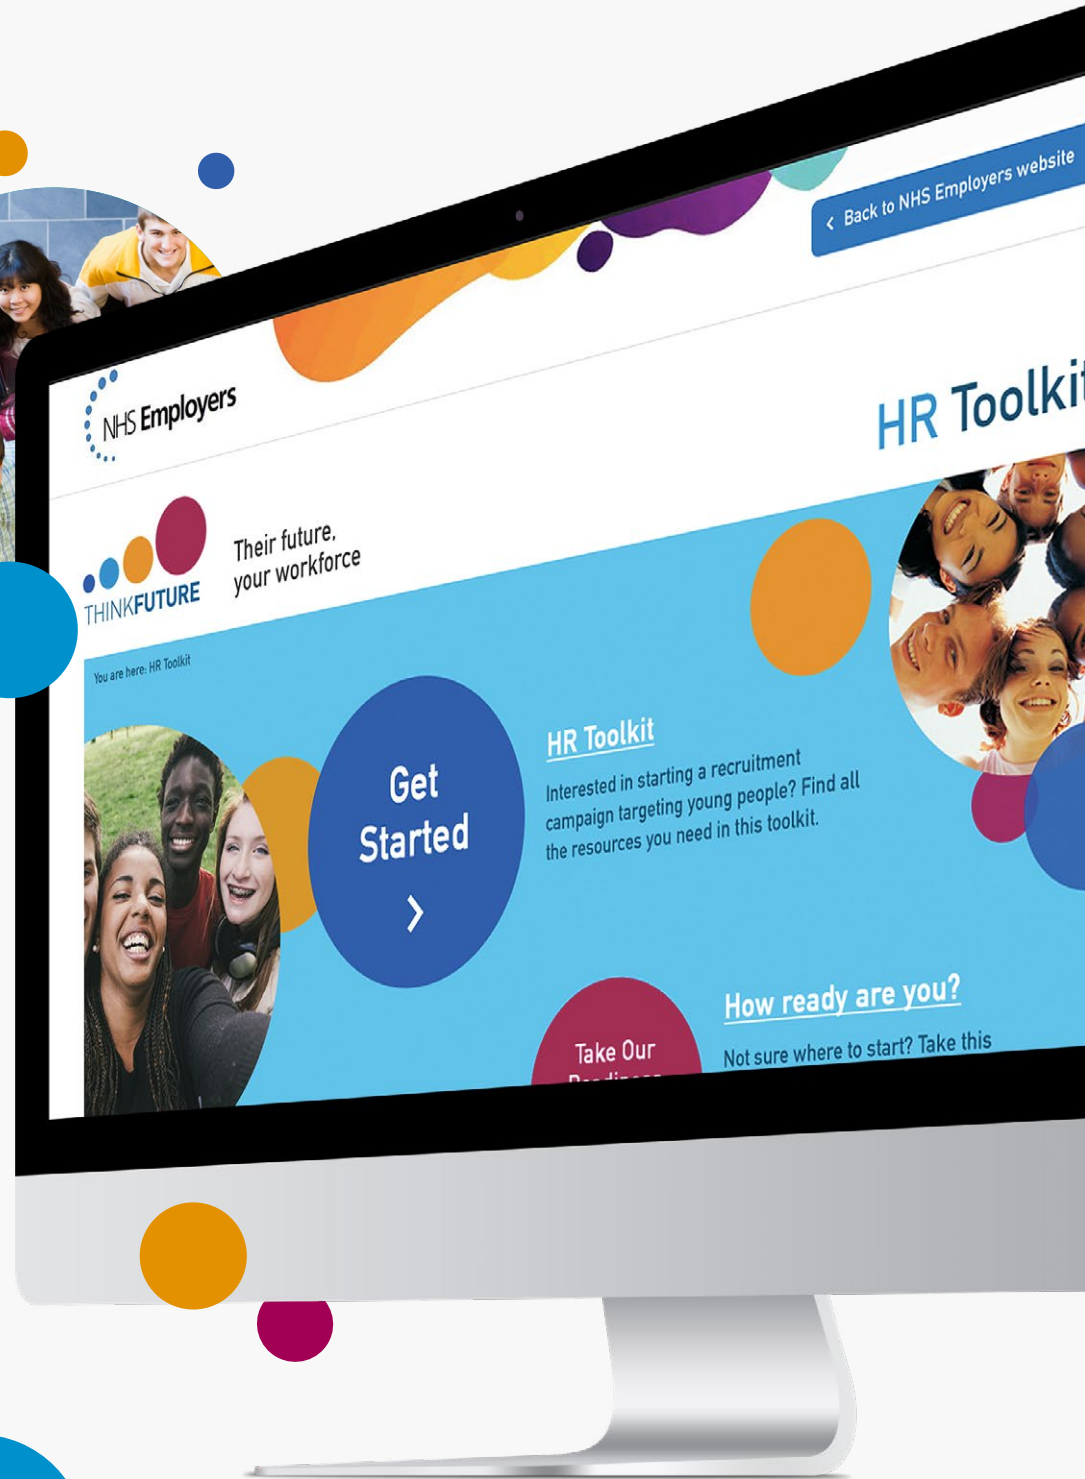 Back to NHS Employers website
NHS Employers
HR Toolkit
THINKFUTURE
Their future,
your workforce
You are here: HR Toolkit
Get
Started
HR Toolkit
Interested in starting a recruitment
campaign targeting young people? Find all
the resources you need in this toolkit.
How ready are you?
Not sure where to start? Take this
Take Our